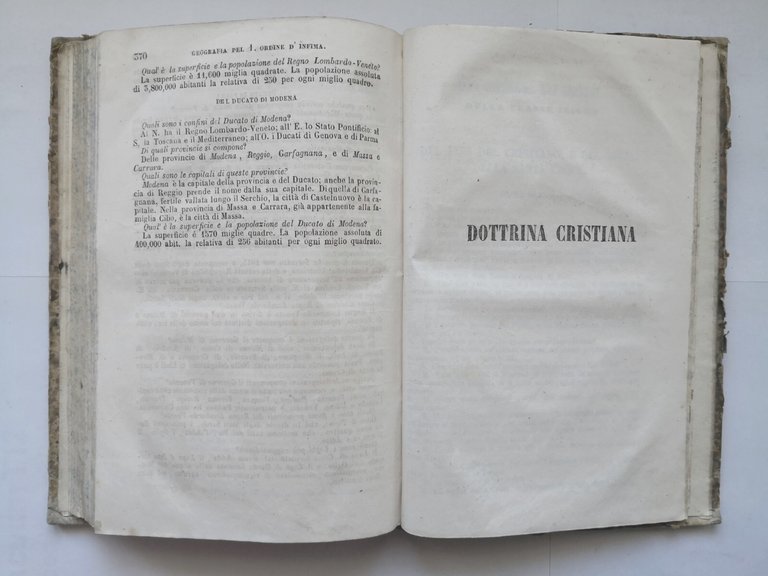 370 GEOGRAFIA PEL 1. ORDINE D' INFIMA.
Qual' è la superficie e la popolazione del Regno Lombardo-Veneto?
La superficie è 11,600 miglia quadrate. La popolazione assoluta
di 5,800,000 abitanti la relativa di 250 per ogni miglio quadro.
DEL DUCATO DI MODENA
Quali sono i confini del Ducato di Modena?
Al N. ha il Regno Lombardo-Veneto; all' E. lo Stato Pontificio: al
S. la Toscana e il Mediterraneo; all'O. i Ducati di Genova e di Parma
Di quali provincie si compone?
Delle provincie di Modena, Reggio, Garfagnana, e di Massa e
Carrara.
Quali sono le capitali di queste provincie?
Modena è la capitale della provincia e del Ducato; anche la provin-
cia di Reggio prende il nome dalla sua capitale. Di quella di Garfa-
gnana, fertile vallata lungo il Serchio, la città di Castelnuovo è la ca-
pitale. Nella provincia di Massa e Carrara, già appartenente alla fa-
miglia Cibo, è la città di Massa.
Qual' è la superficie e la popolazione del Ducato di Modena?
La superficie è 1570 miglia quadre. La popolazione assoluta di
400,000 abit. la relativa di 256 abitanti per ogni miglio quadrato.
DOTTRINA CRISTIANA